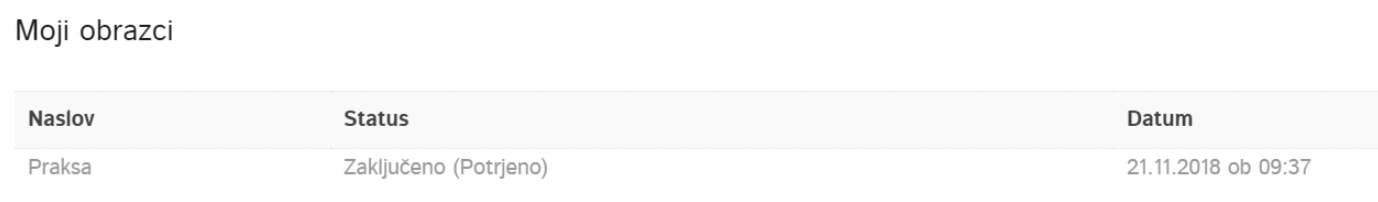 Moji obrazci
Naslov Status Datum
Praksa Zaključeno (Potrjeno) 21.11.2018 ob 09:37